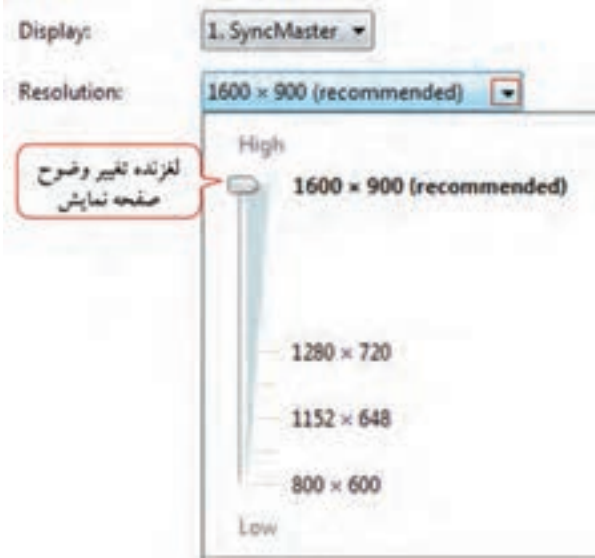 Display: 1. SyncMaster
Resolution: 1600 × 900 (recommended)
High
لغزنده تغییر وضوح
صفحه نمایش
1600 × 900 (recommended)
1280 × 720
1152 × 648
800 × 600
Low